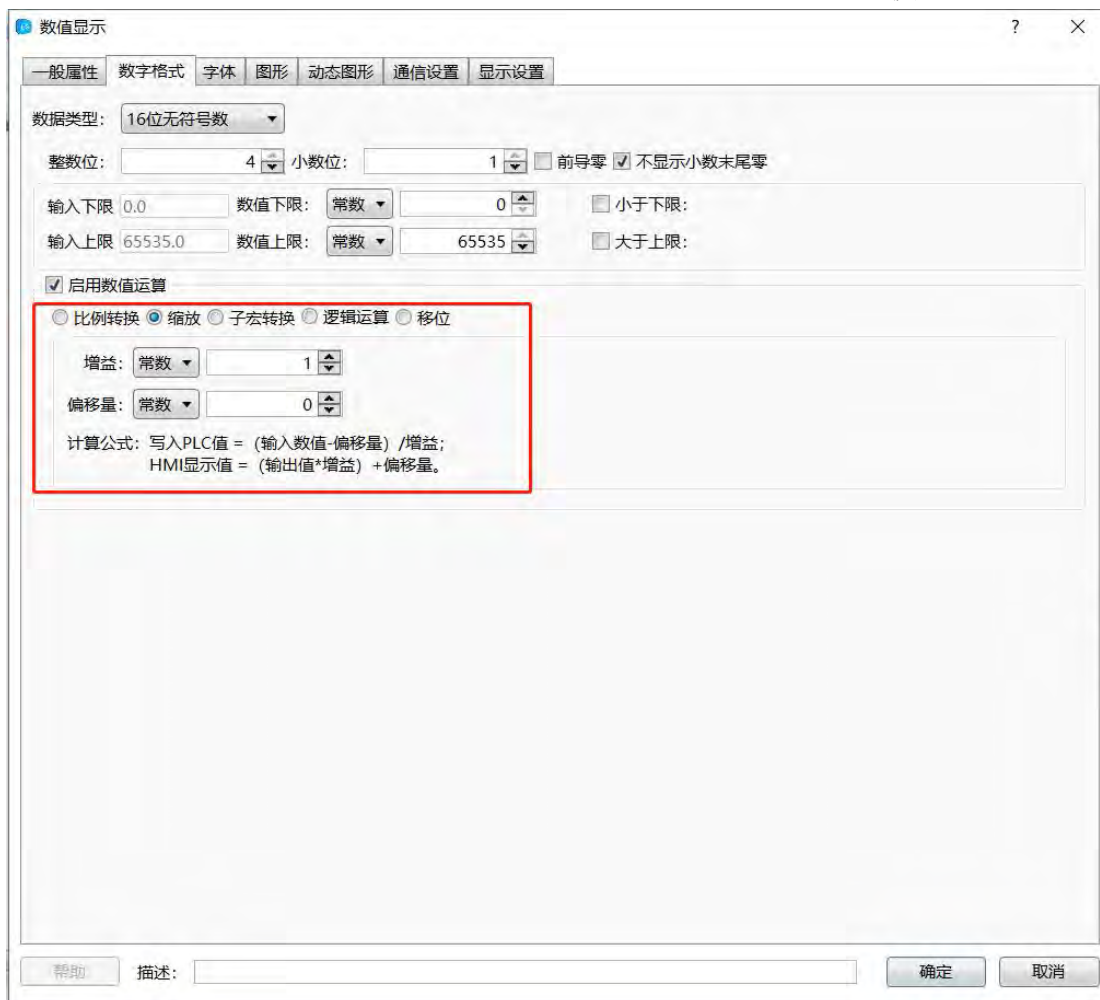 数值显示
?
一般属性 数字格式 字体 图形 动态图形 通信设置 显示设置
数据类型: 16位无符号数
整数位: 4 小数位: 1 前导零 不显示小数末尾零
输入下限 0.0 数值下限: 常数 0 小于下限:
输入上限 65535.0 数值上限: 常数 65535 大于上限:
启用数值运算
比例转换 缩放 子宏转换 逻辑运算 移位
增益: 常数 1
偏移量: 常数 0
计算公式: 写入PLC值 = (输入数值-偏移量) /增益;
HMI显示值 = (输出值*增益) +偏移量。
帮助 描述: 确定 取消